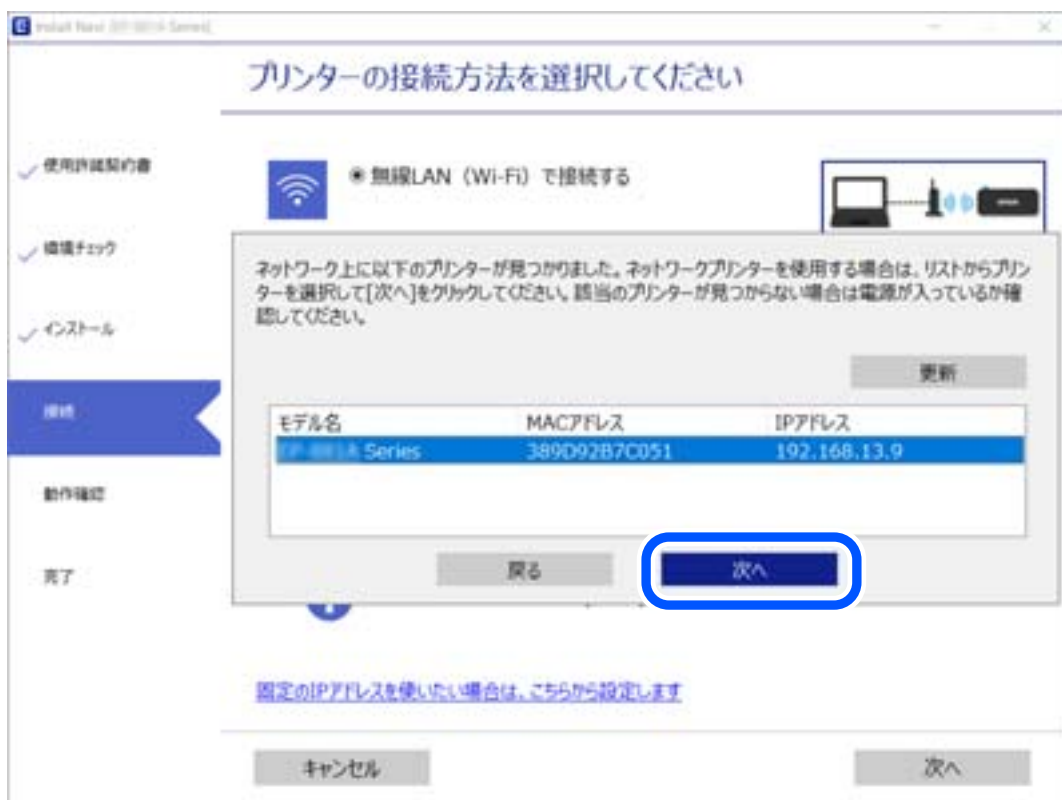 Install Navi Series]
プリンターの接続方法を選択してください
使用許諾契約書
環境チェック
インストール
接続
動作確認
完了
無線LAN（Wi-Fi）で接続する
ネットワーク上に以下のプリンターが見つかりました。ネットワークプリンターを使用する場合は、リストからプリン
ターを選択して[次へ]をクリックしてください。該当のプリンターが見つからない場合は電源が入っているか確
認してください。
更新
モデル名 MACアドレス IPアドレス
Series 389D92B7C051 192.168.13.9
戻る 次へ
固定のIPアドレスを使いたい場合は、こちらから設定します
キャンセル 次へ